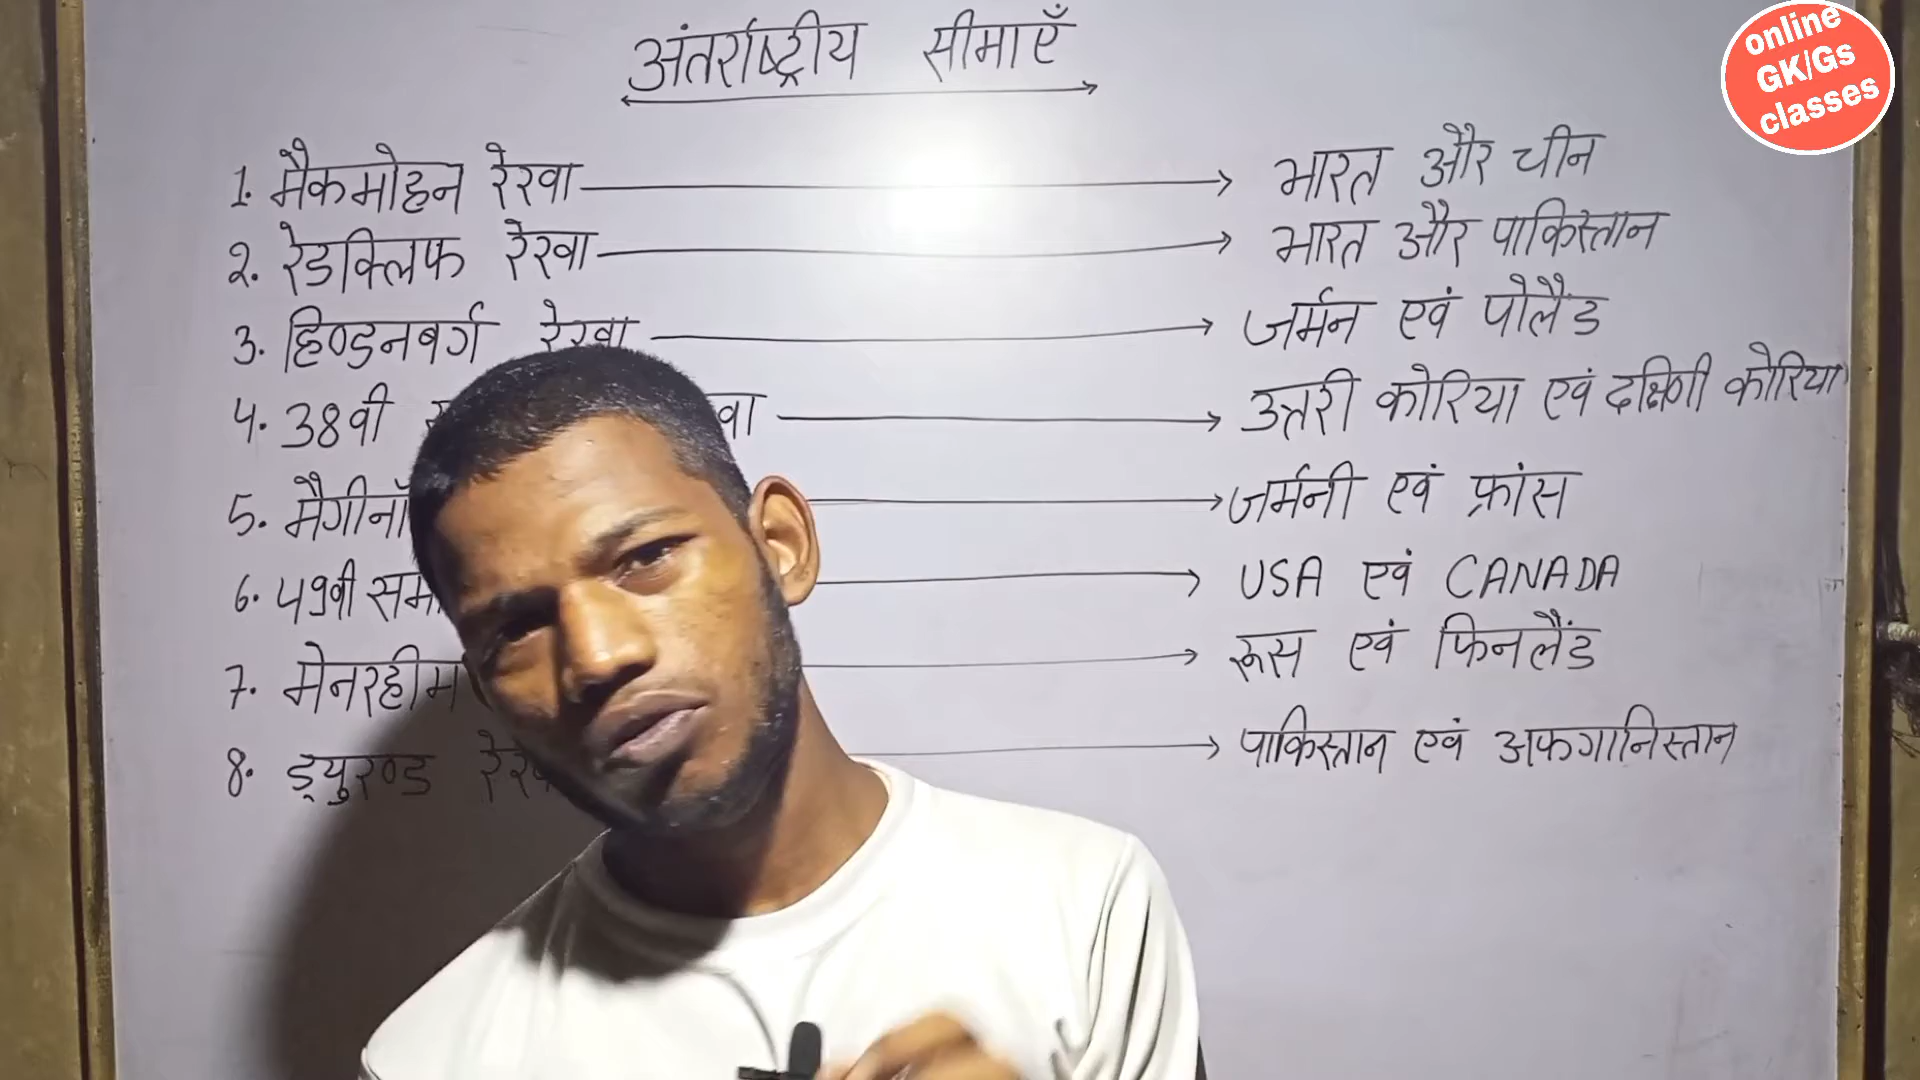 अंतर्राष्ट्रीय सीमाएँ
online
GK/Gs
classes
1. मैकमोहन रेखा → भारत और चीन
2. रेडक्लिफ रेखा → भारत और पाकिस्तान
3. हिण्डनबर्ग रेखा → जर्मन एवं पोलैंड
4. 38वी → उत्तरी कोरिया एवं दक्षिणी कोरिया
5. मैगीनॉ → जर्मनी एवं फ्रांस
6. 49वी समा → USA एवं CANADA
7. मेनरहीम → रूस एवं फिनलैंड
8. ड्युरण्ड रेखा → पाकिस्तान एवं अफगानिस्तान